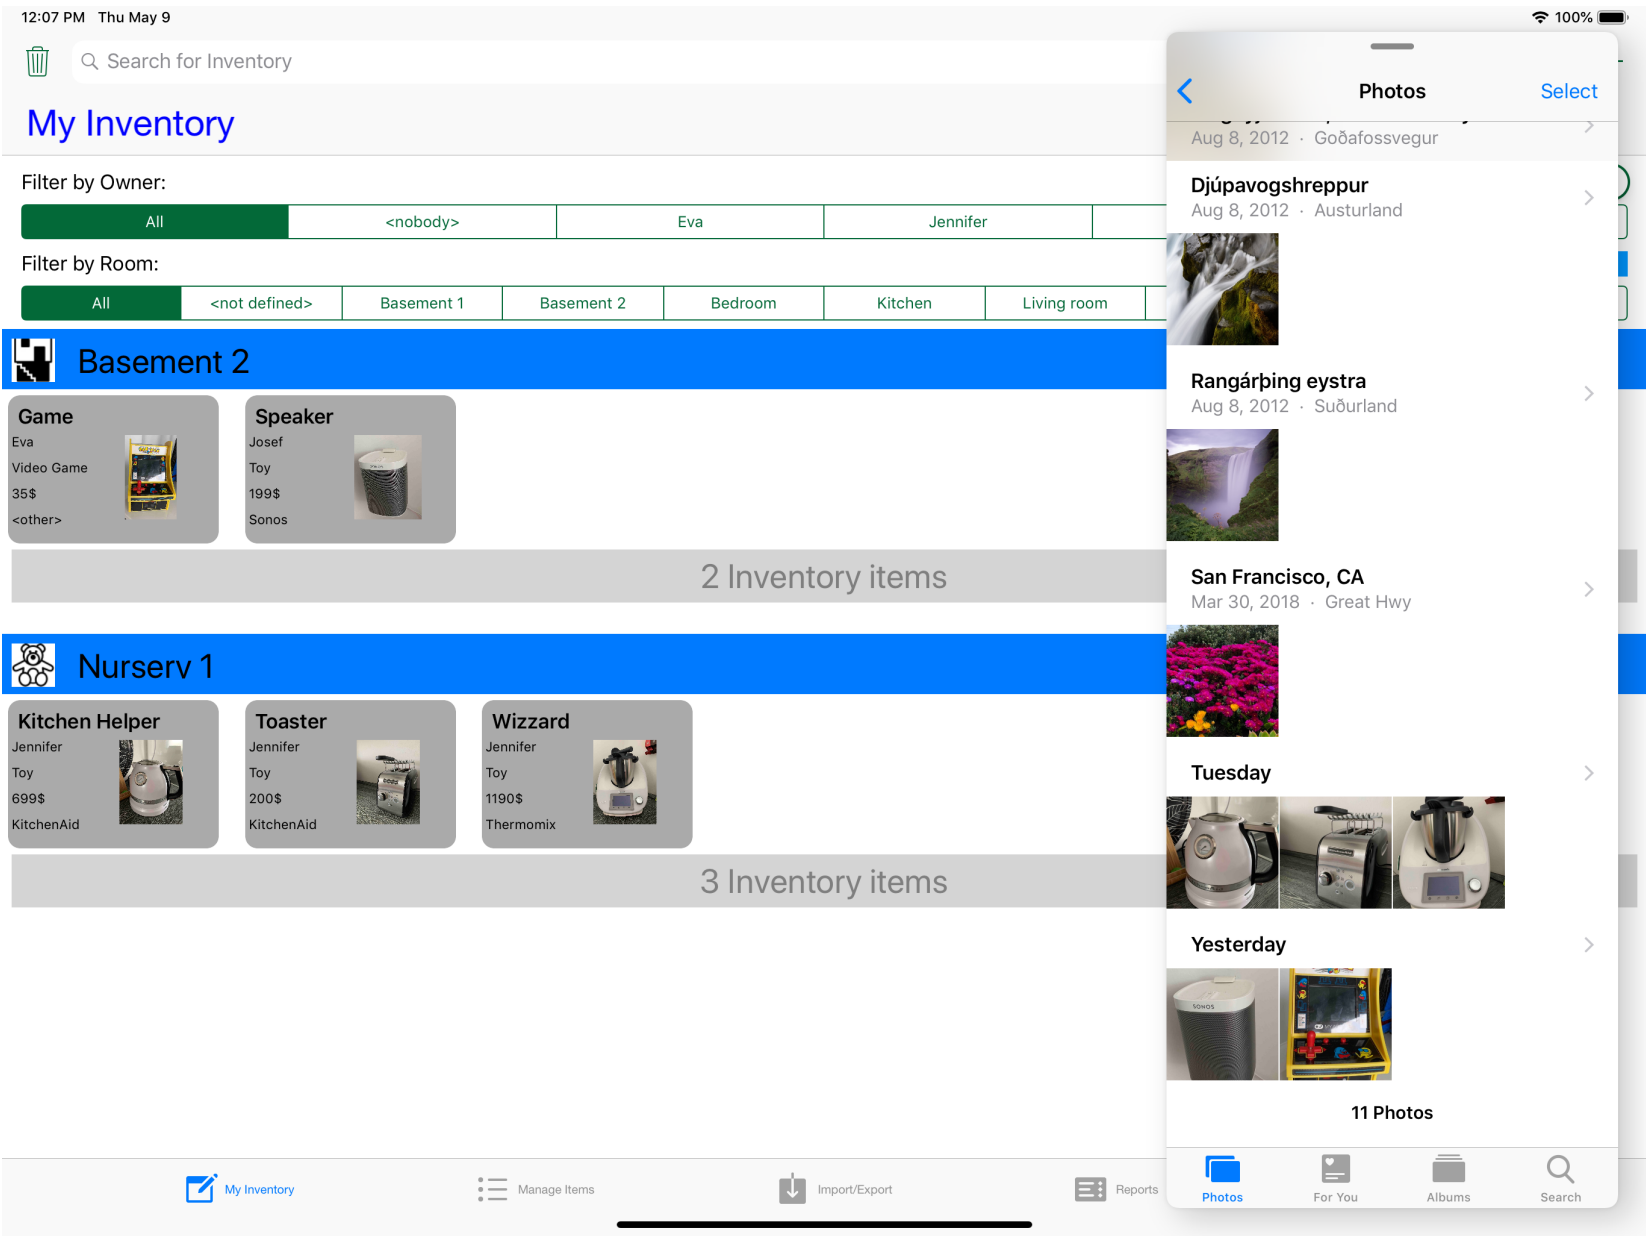 12:07 PM Thu May 9
100%
Search for Inventory
My Inventory
Filter by Owner:
All
<nobody>
Eva
Jennifer
Filter by Room:
All
<not defined>
Basement 1
Basement 2
Bedroom
Kitchen
Living room
Basement 2
Game
Eva
Video Game
35$
<other>
Speaker
Josef
Toy
199$
Sonos
2 Inventory items
Nurserv 1
Kitchen Helper
Jennifer
Toy
699$
KitchenAid
Toaster
Jennifer
Toy
200$
KitchenAid
Wizzard
Jennifer
Toy
1190$
Thermomix
3 Inventory items
My Inventory
Manage Items
Import/Export
Reports
Photos
Select
Aug 8, 2012 · Goðafossvegur
Djúpavogshreppur
Aug 8, 2012 · Austurland
Rangárþing eystra
Aug 8, 2012 · Suðurland
San Francisco, CA
Mar 30, 2018 · Great Hwy
Tuesday
Yesterday
SONOS
11 Photos
Photos
For You
Albums
Search